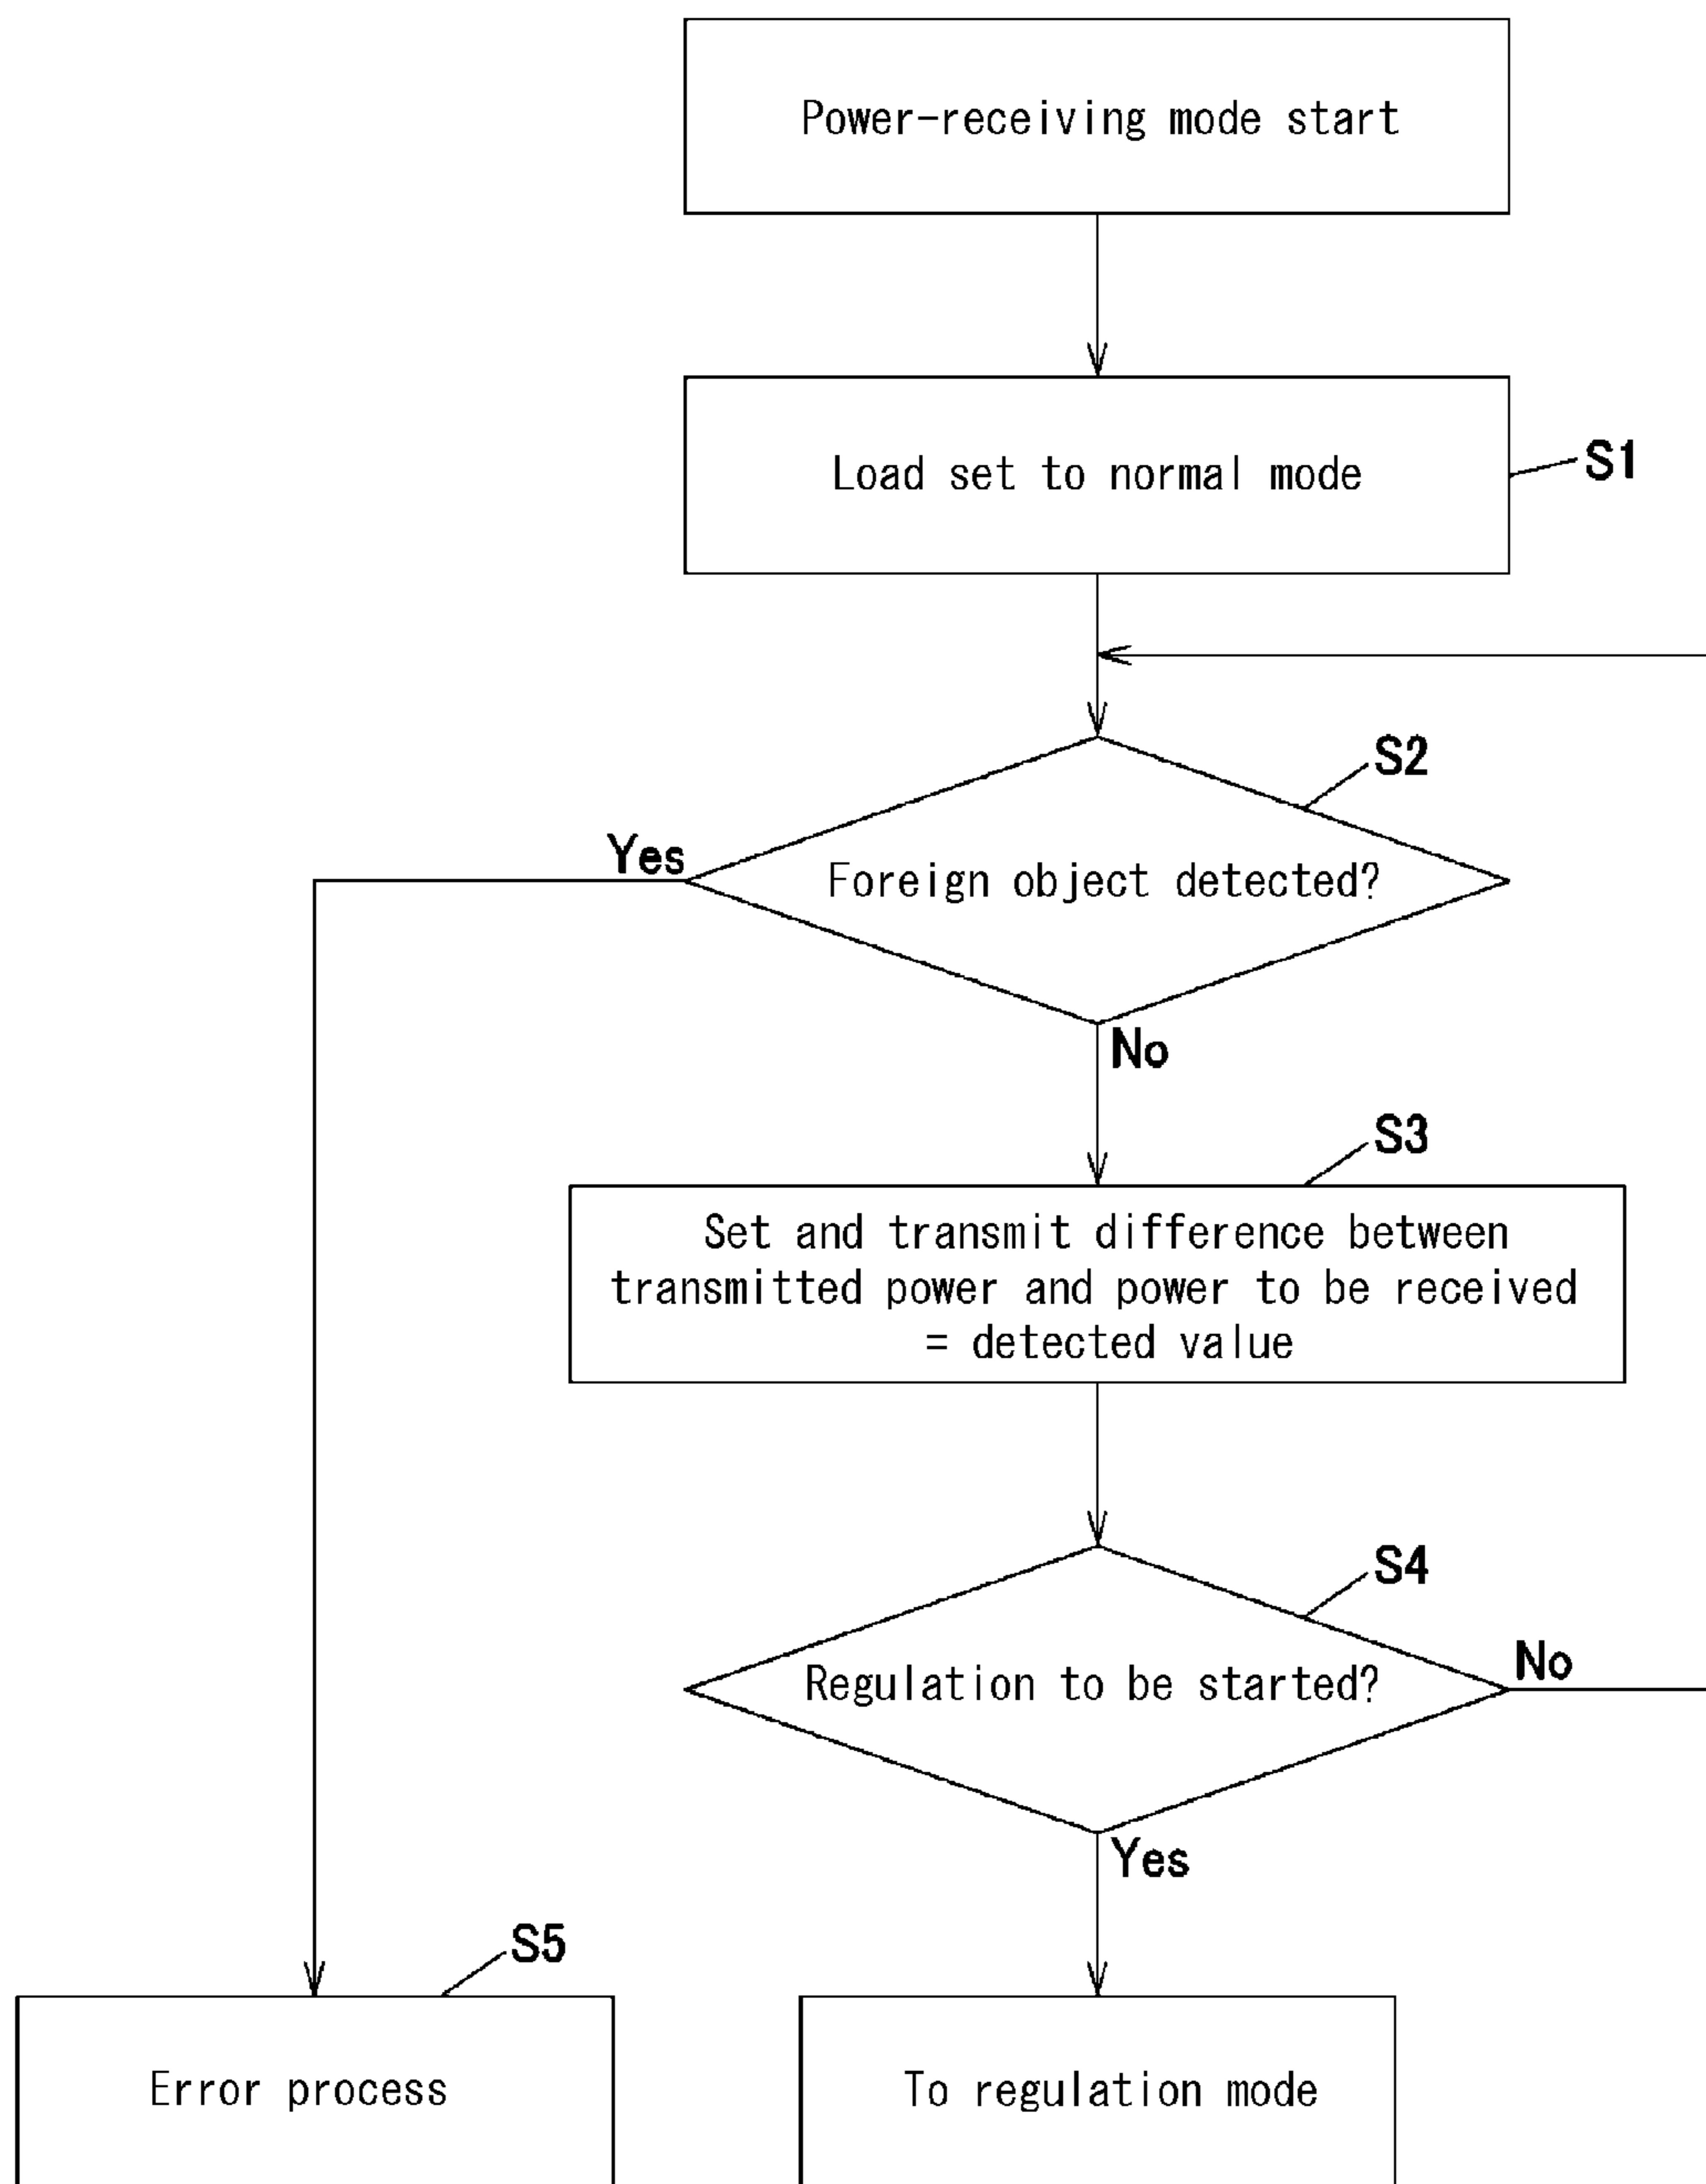 Power-receiving mode start
Load set to normal mode
S1
S2
Yes
Foreign object detected?
No
S3
Set and transmit difference between
transmitted power and power to be received
= detected value
S4
Regulation to be started?
No
Yes
S5
Error process
To regulation mode